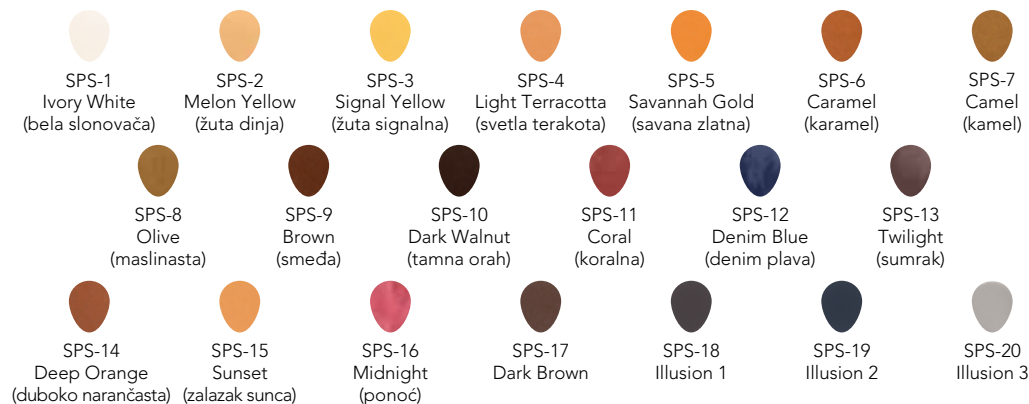 SPS-1
Ivory White
(bela slonovača)
SPS-2
Melon Yellow
(žuta dinja)
SPS-3
Signal Yellow
(žuta signalna)
SPS-4
Light Terracotta
(svetla terakota)
SPS-5
Savannah Gold
(savana zlatna)
SPS-6
Caramel
(karamel)
SPS-7
Camel
(kamel)
SPS-8
Olive
(maslinasta)
SPS-9
Brown
(smeđa)
SPS-10
Dark Walnut
(tamna orah)
SPS-11
Coral
(koralna)
SPS-12
Denim Blue
(denim plava)
SPS-13
Twilight
(sumrak)
SPS-14
Deep Orange
(duboko narančasta)
SPS-15
Sunset
(zalazak sunca)
SPS-16
Midnight
(ponoć)
SPS-17
Dark Brown
SPS-18
Illusion 1
SPS-19
Illusion 2
SPS-20
Illusion 3